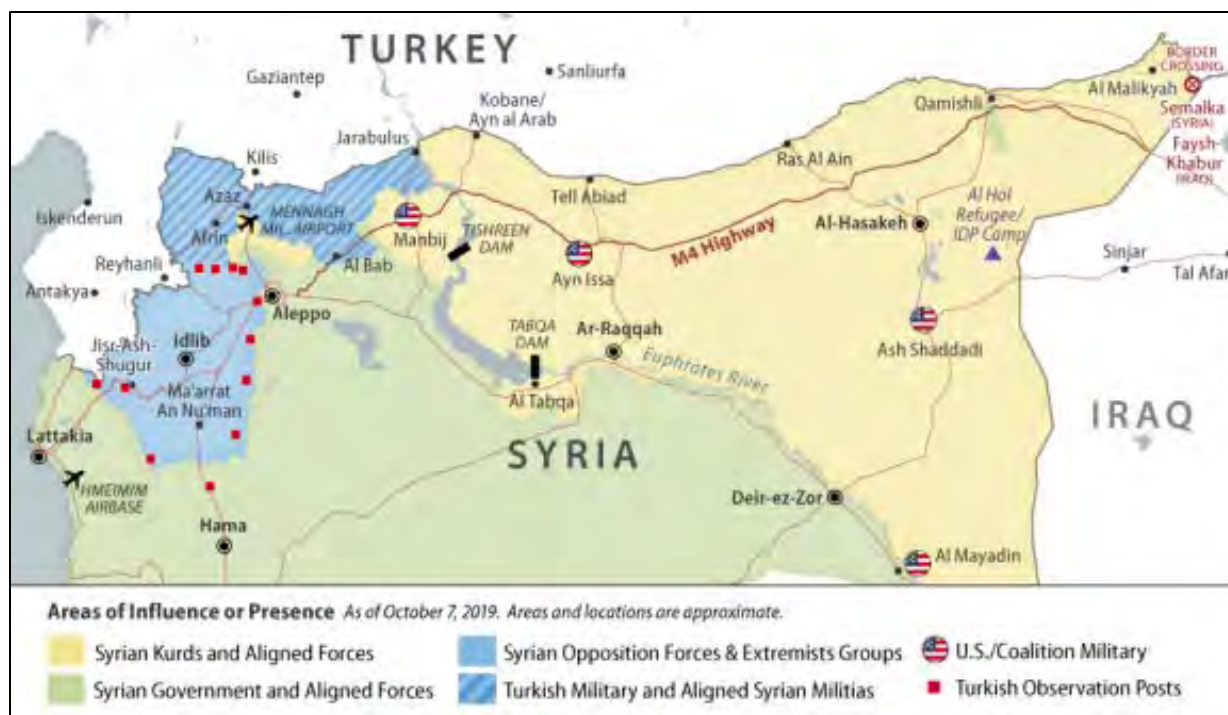 TURKEY
Gaziantep
Sanliurfa
Kobane/
Ayn al Arab
Jarabulus
Kilis
Azaz
Afrin
MENNAGH
MIL. AIRPORT
Iskenderun
Reyhanli
Antakya
Al Bab
Manbij
TISHREEN
DAM
Tell Abiad
Ayn Issa
Ras Al Ain
M4 Highway
Qamishli
Al Malikyah
BORDER
CROSSING
Semalka
(SYRIA)
Faysh-
Khabur
(IRAQ)
Al-Hasakeh
Al Hol
Refugee/
IDP Camp
Sinjar
Tal Afar
Aleppo
Idlib
Jisr-Ash-
Shugur
Ma'arrat
An Nu'man
TABQA
DAM
Al Tabqa
Ar-Raqqah
Euphrates River
Ash Shaddadi
IRAQ
Lattakia
HMEIMIM
AIRBASE
Hama
SYRIA
Deir-ez-Zor
Al Mayadin
Areas of Influence or Presence As of October 7, 2019. Areas and locations are approximate.
Syrian Kurds and Aligned Forces
Syrian Opposition Forces & Extremists Groups
U.S./Coalition Military
Syrian Government and Aligned Forces
Turkish Military and Aligned Syrian Militias
Turkish Observation Posts